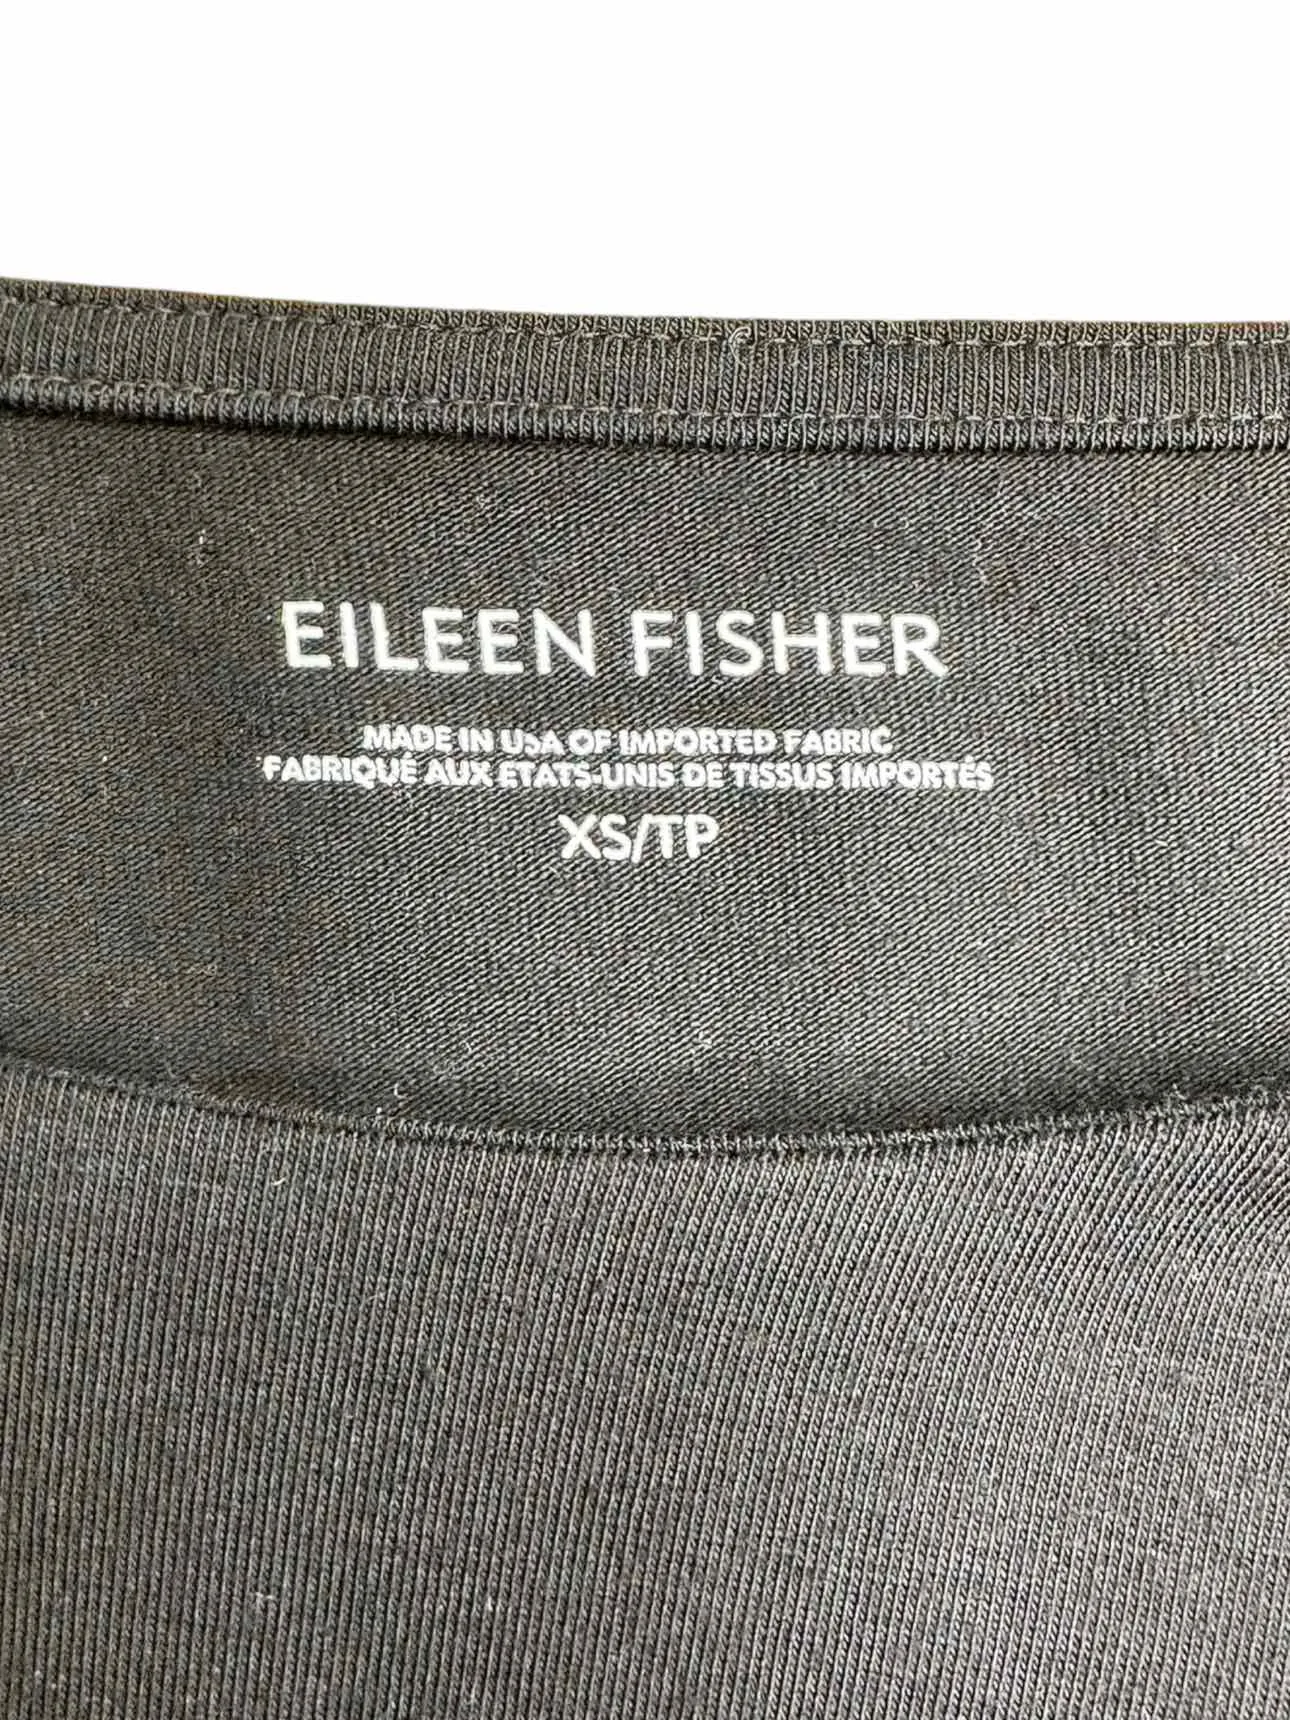 EILEEN FISHER
MADE IN USA OF IMPORTED FABRIC
FABRIQUÉ AUX ETATS-UNIS DE TISSUS IMPORTÉS
XS/TP